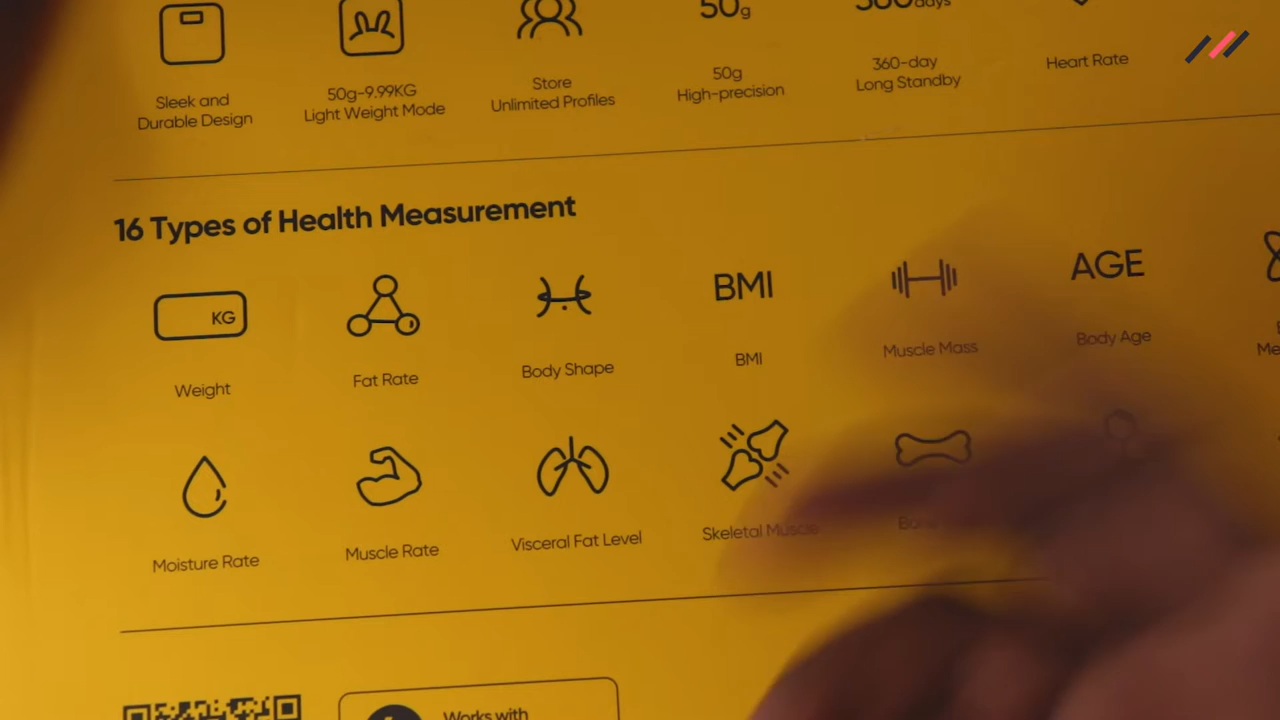 50g
Sleek and
Durable Design
50g-9.99KG
Light Weight Mode
Store
Unlimited Profiles
50g
High-precision
360-day
Long Standby
Heart Rate
16 Types of Health Measurement
KG
BMI
AGE
Weight
Fat Rate
Body Shape
BMI
Muscle Mass
Body Age
Moisture Rate
Muscle Rate
Visceral Fat Level
Skeletal Muscle
Works with